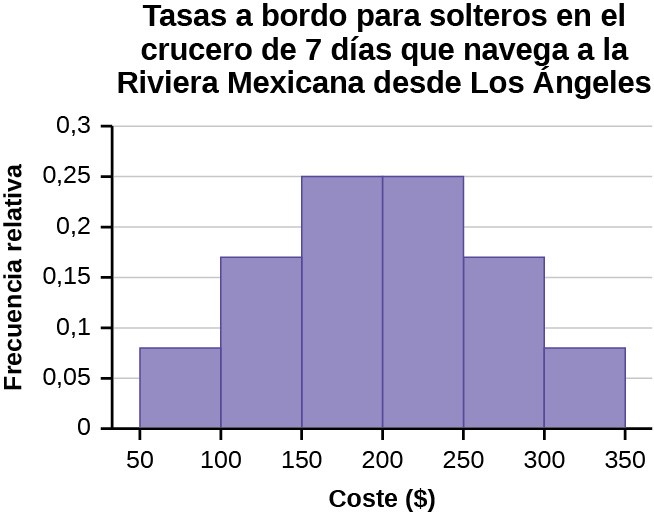 Tasas a bordo para solteros en el
crucero de 7 días que navega a la
Riviera Mexicana desde Los Ángeles
Frecuencia relativa
0,3
0,25
0,2
0,15
0,1
0,05
0
50 100 150 200 250 300 350
Coste ($)